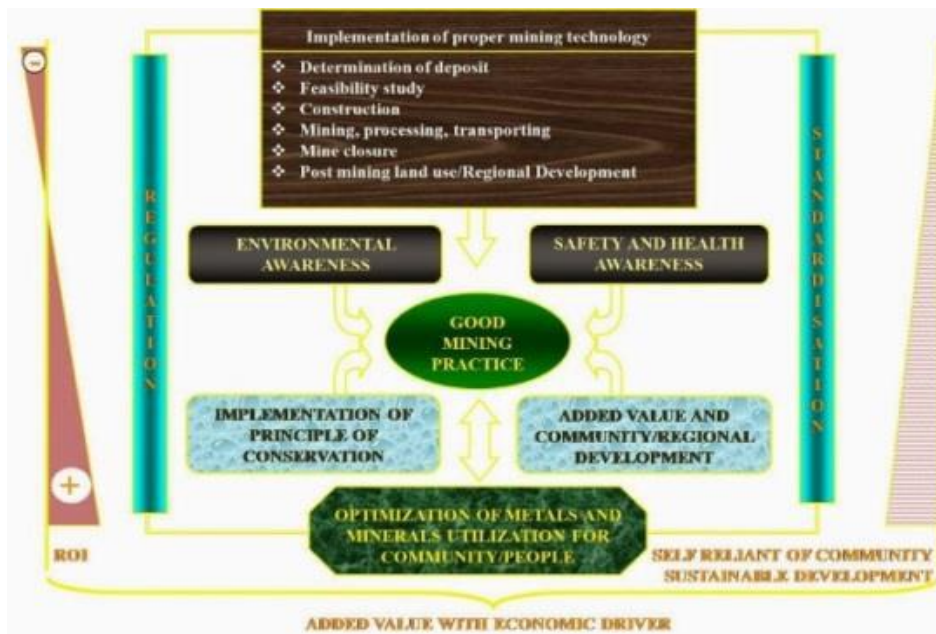 Implementation of proper mining technology
❖ Determination of deposit
❖ Feasibility study
❖ Construction
❖ Mining, processing, transporting
❖ Mine closure
❖ Post mining land use/Regional Development
REGULATION
STANDARDISATION
ENVIRONMENTAL
AWARENESS
SAFETY AND HEALTH
AWARENESS
GOOD
MINING
PRACTICE
IMPLEMENTATION OF
PRINCIPLE OF
CONSERVATION
ADDED VALUE AND
COMMUNITY/REGIONAL
DEVELOPMENT
OPTIMIZATION OF METALS AND
MINERALS UTILIZATION FOR
COMMUNITY/PEOPLE
-
+
ROI
SELF RELIANT OF COMMUNITY
SUSTAINABLE DEVELOPMENT
ADDED VALUE WITH ECONOMIC DRIVER